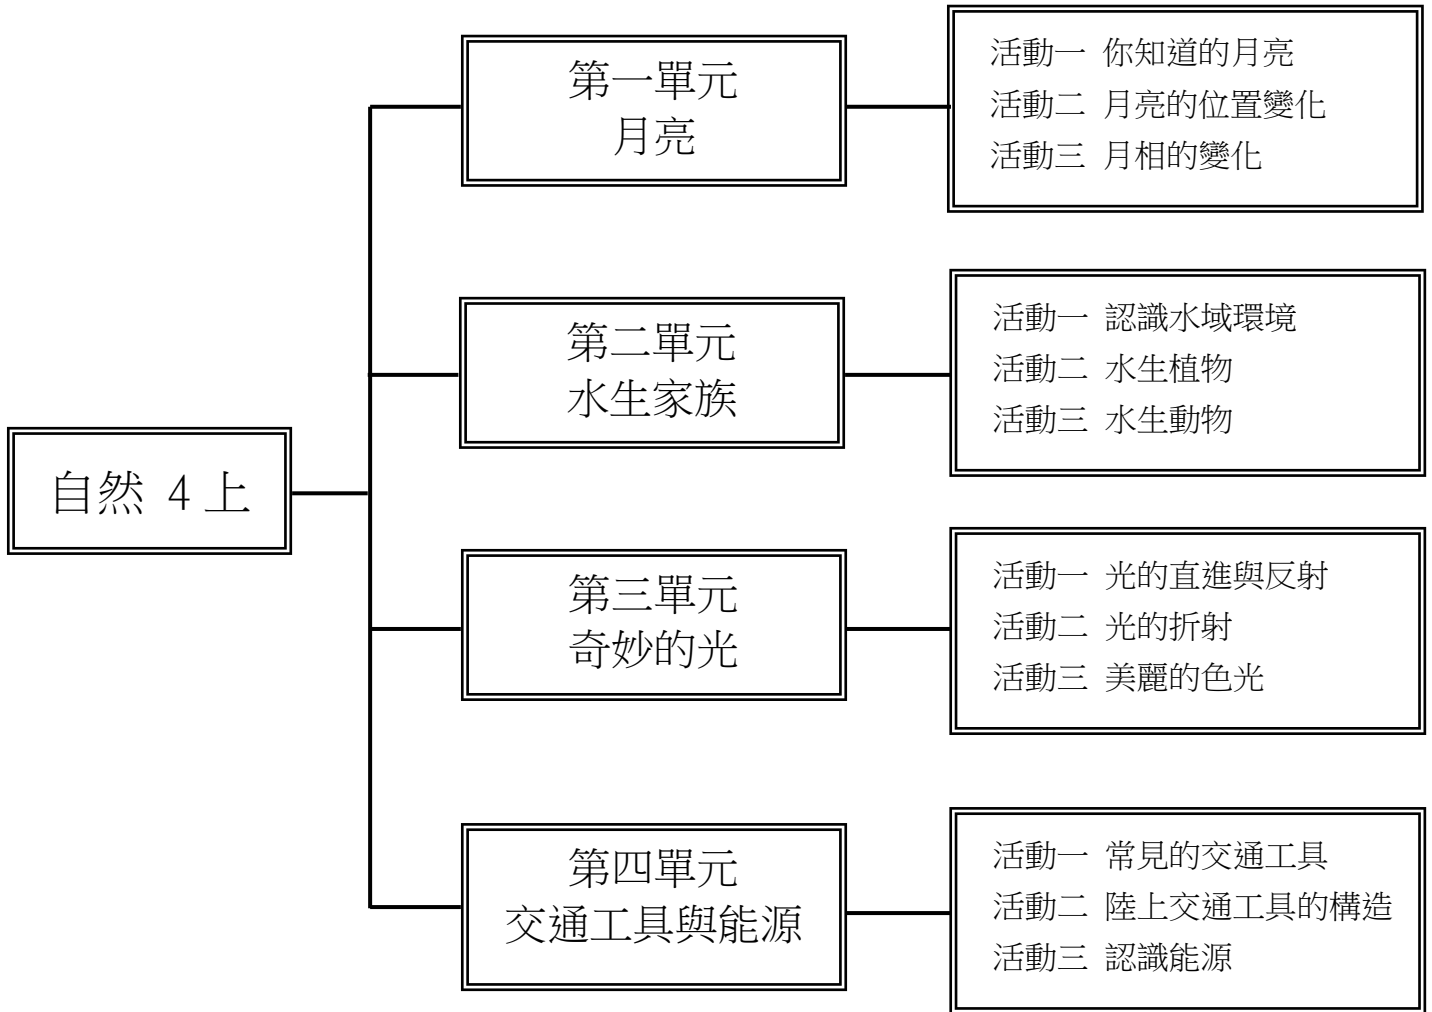 自然 4 上
第一單元
月亮
活動一 你知道的月亮
活動二 月亮的位置變化
活動三 月相的變化
第二單元
水生家族
活動一 認識水域環境
活動二 水生植物
活動三 水生動物
第三單元
奇妙的光
活動一 光的直進與反射
活動二 光的折射
活動三 美麗的色光
第四單元
交通工具與能源
活動一 常見的交通工具
活動二 陸上交通工具的構造
活動三 認識能源